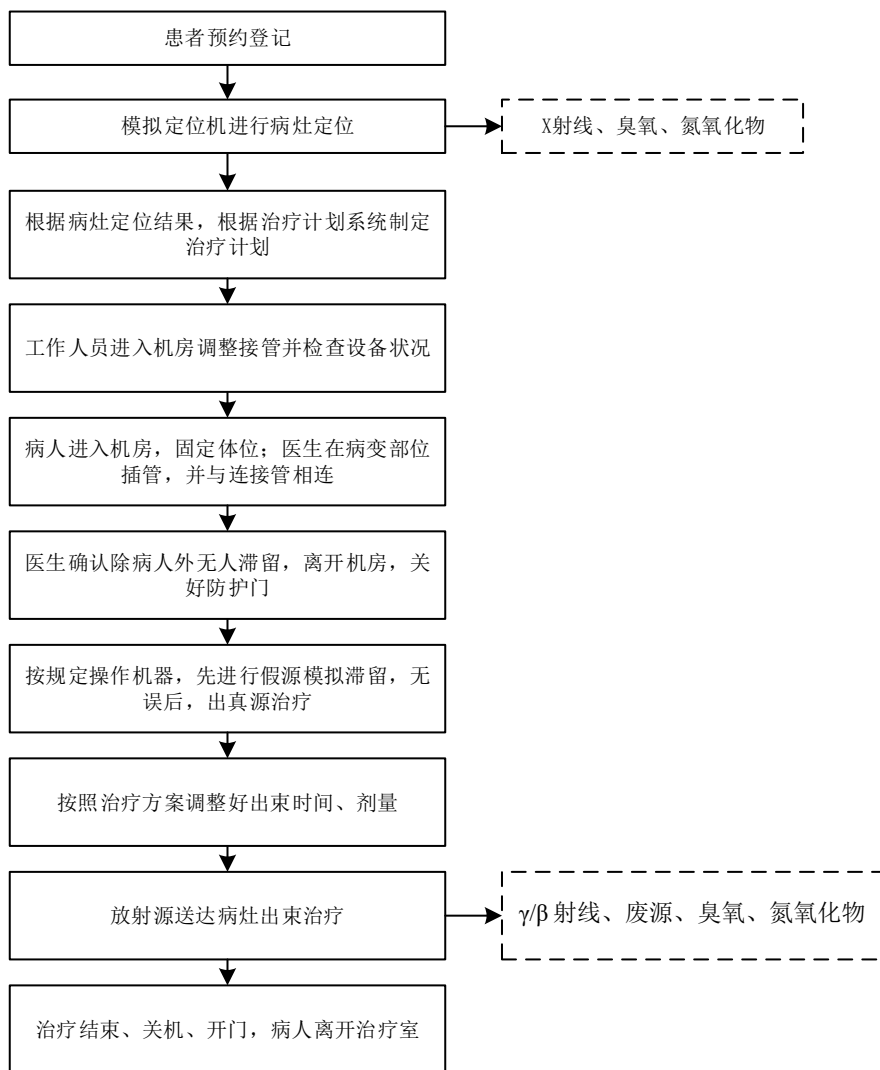 患者预约登记
模拟定位机进行病灶定位
X射线、臭氧、氮氧化物
根据病灶定位结果，根据治疗计划系统制定
治疗计划
工作人员进入机房调整接管并检查设备状况
病人进入机房，固定体位；医生在病变部位
插管，并与连接管相连
医生确认除病人外无人滞留，离开机房，关
好防护门
按规定操作机器，先进行假源模拟滞留，无
误后，出真源治疗
按照治疗方案调整好出束时间、剂量
放射源送达病灶出束治疗
γ/β 射线、废源、臭氧、氮氧化物
治疗结束、关机、开门，病人离开治疗室